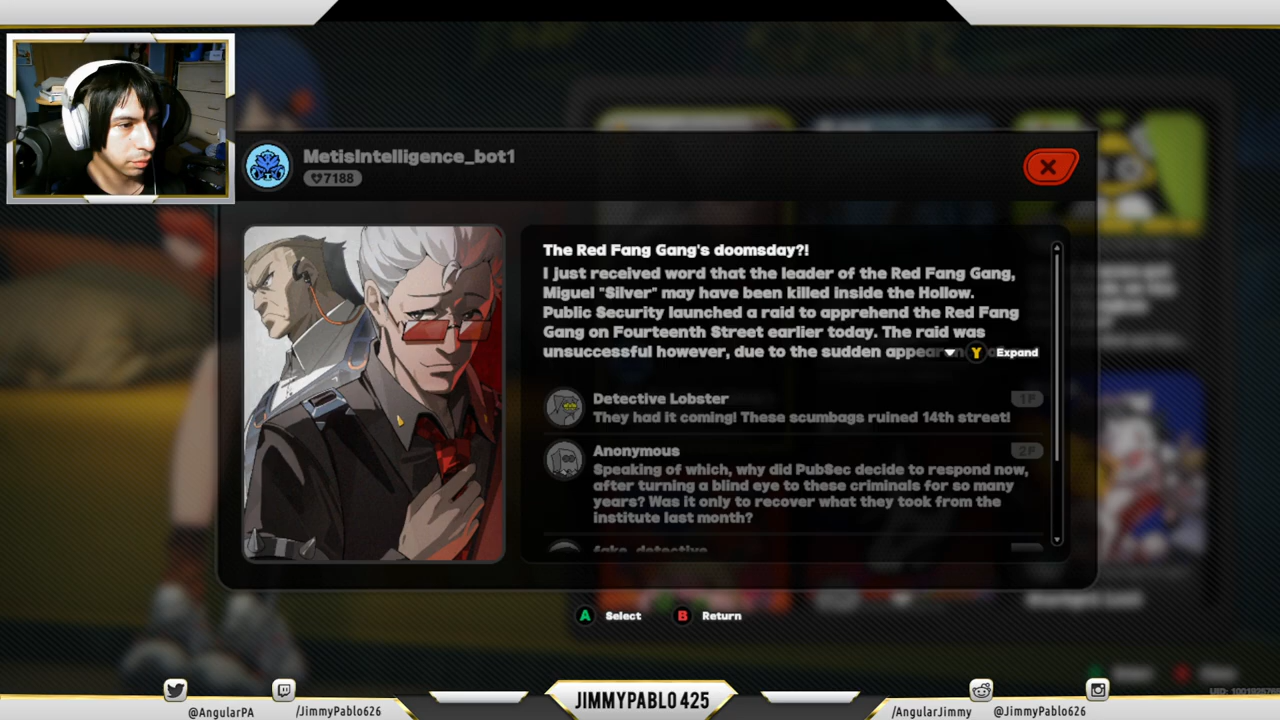 MetisIntelligence_bot1
7188
The Red Fang Gang's doomsday?!
I just received word that the leader of the Red Fang Gang,
Miguel "Silver" may have been killed inside the Hollow.
Public Security launched a raid to apprehend the Red Fang
Gang on Fourteenth Street earlier today. The raid was
unsuccessful however, due to the sudden
Y Expand
Detective Lobster 1F
They had it coming! These scumbags ruined 14th street!
Anonymous 2F
Speaking of which, why did PubSec decide to respond now,
after turning a blind eye to these criminals for so many
years? Was it only to recover what they took from the
institute last month?
fake_detective
A Select B Return
JIMMYPABLO 425
@AngularPA /JimmyPablo626 /AngularJimmy @JimmyPablo626